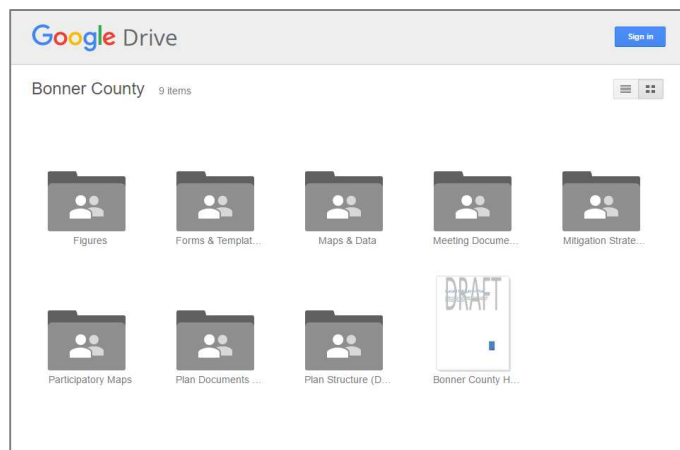 Google Drive
Sign in
Bonner County 9 items
Figures
Forms & Templat...
Maps & Data
Meeting Docume...
Mitigation Strate...
DRAFT
Participatory Maps
Plan Documents ...
Plan Structure (D...
Bonner County H...